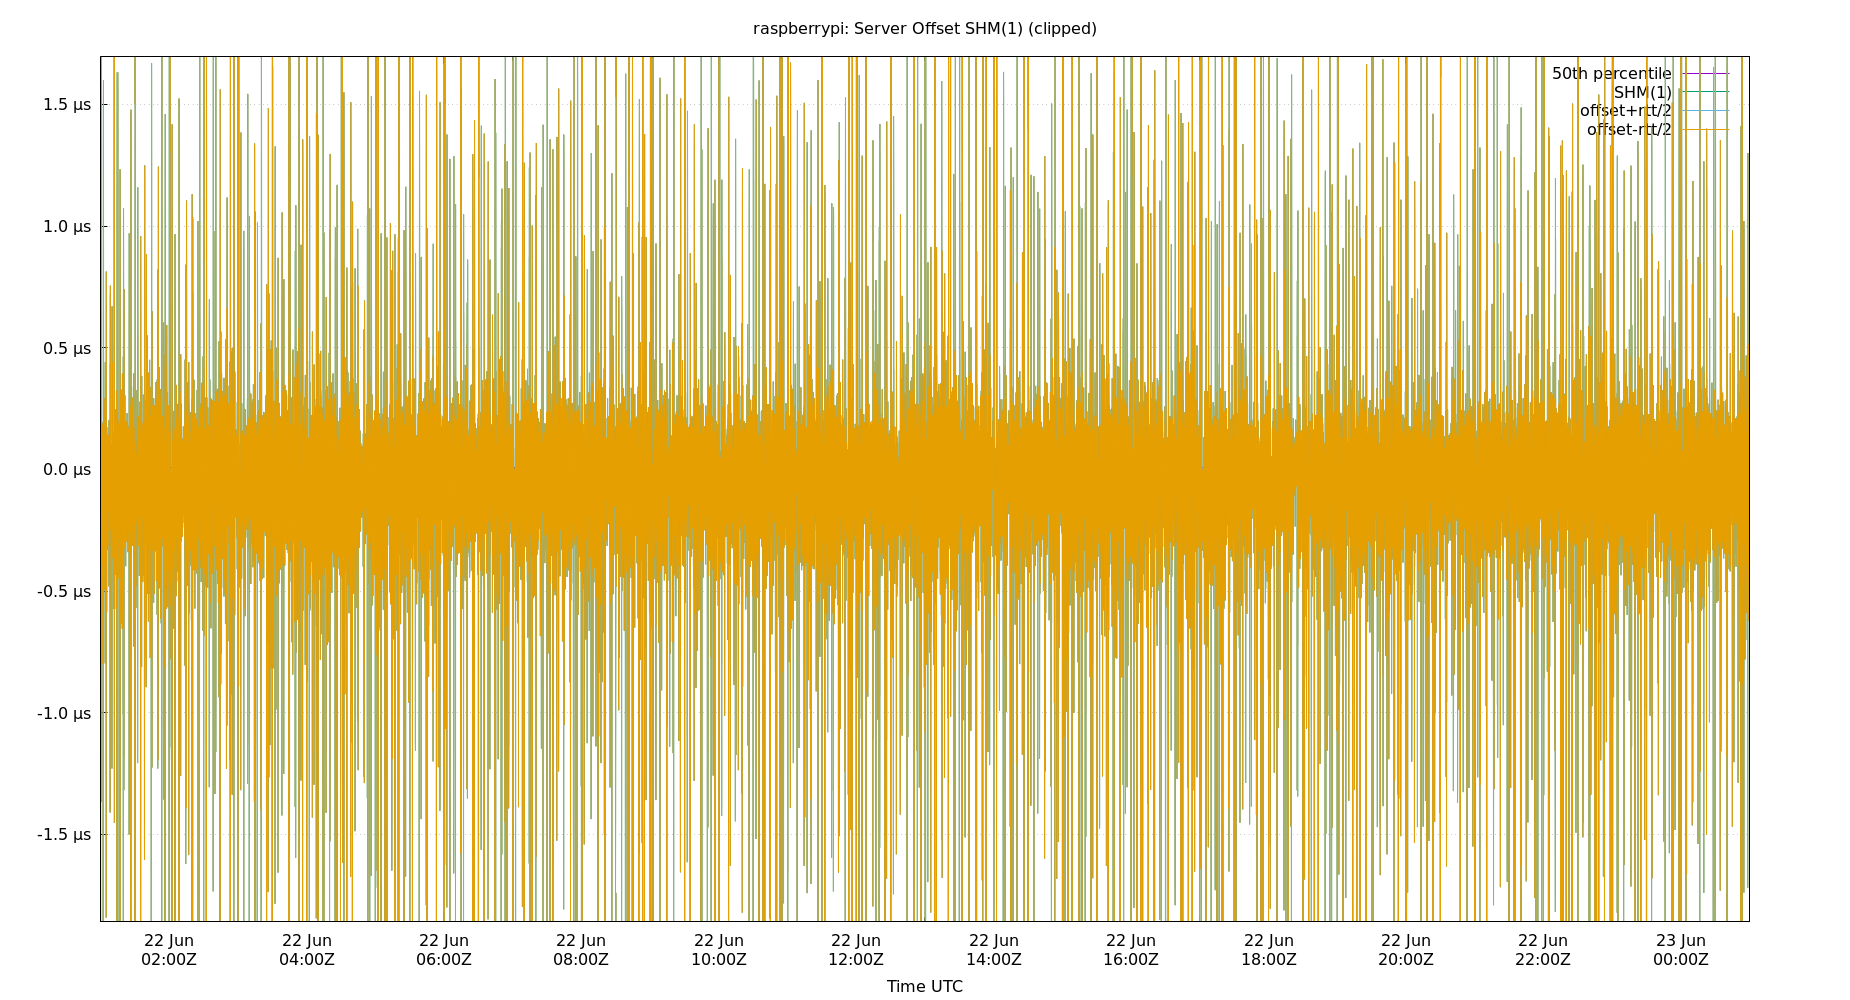 raspberrypi: Server Offset SHM(1) (clipped)
50th percentile
SHM(1)
offset+rtt/2
offset-rtt/2
1.5 µs
1.0 µs
0.5 µs
0.0 µs
-0.5 µs
-1.0 µs
-1.5 µs
22 Jun 22 Jun 22 Jun 22 Jun 22 Jun 22 Jun 22 Jun 22 Jun 22 Jun 22 Jun 22 Jun 23 Jun
02:00Z 04:00Z 06:00Z 08:00Z 10:00Z 12:00Z 14:00Z 16:00Z 18:00Z 20:00Z 22:00Z 00:00Z
Time UTC